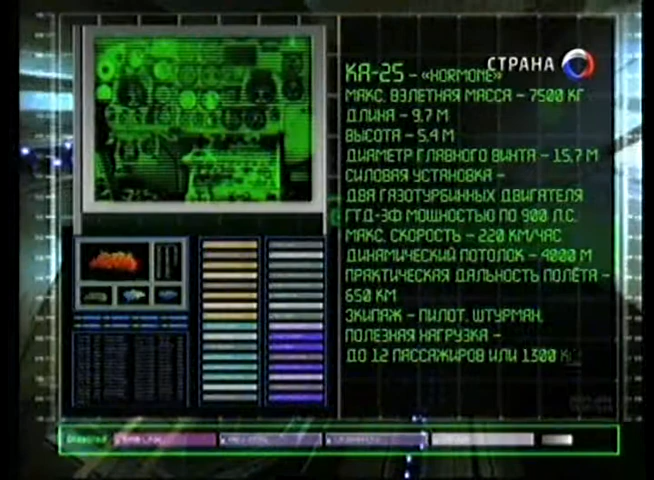 СТРАНА
КА-25 – «HORMONE»
МАКС. ВЗЛЕТНАЯ МАССА – 7500 КГ
ДЛИНА – 9,7 М
ВЫСОТА – 5,4 М
ДИАМЕТР ГЛАВНОГО ВИНТА – 15,7 М
СИЛОВАЯ УСТАНОВКА –
ДВА ГАЗОТУРБИННЫХ ДВИГАТЕЛЯ
ГТД-3Ф МОЩНОСТЬЮ ПО 900 Л.С.
МАКС. СКОРОСТЬ – 220 КМ/ЧАС
ДИНАМИЧЕСКИЙ ПОТОЛОК – 4000 М
ПРАКТИЧЕСКАЯ ДАЛЬНОСТЬ ПОЛЁТА –
650 КМ
ЭКИПАЖ – ПИЛОТ, ШТУРМАН,
ПОЛЕЗНАЯ НАГРУЗКА –
ДО 12 ПАССАЖИРОВ ИЛИ 1300 КГ